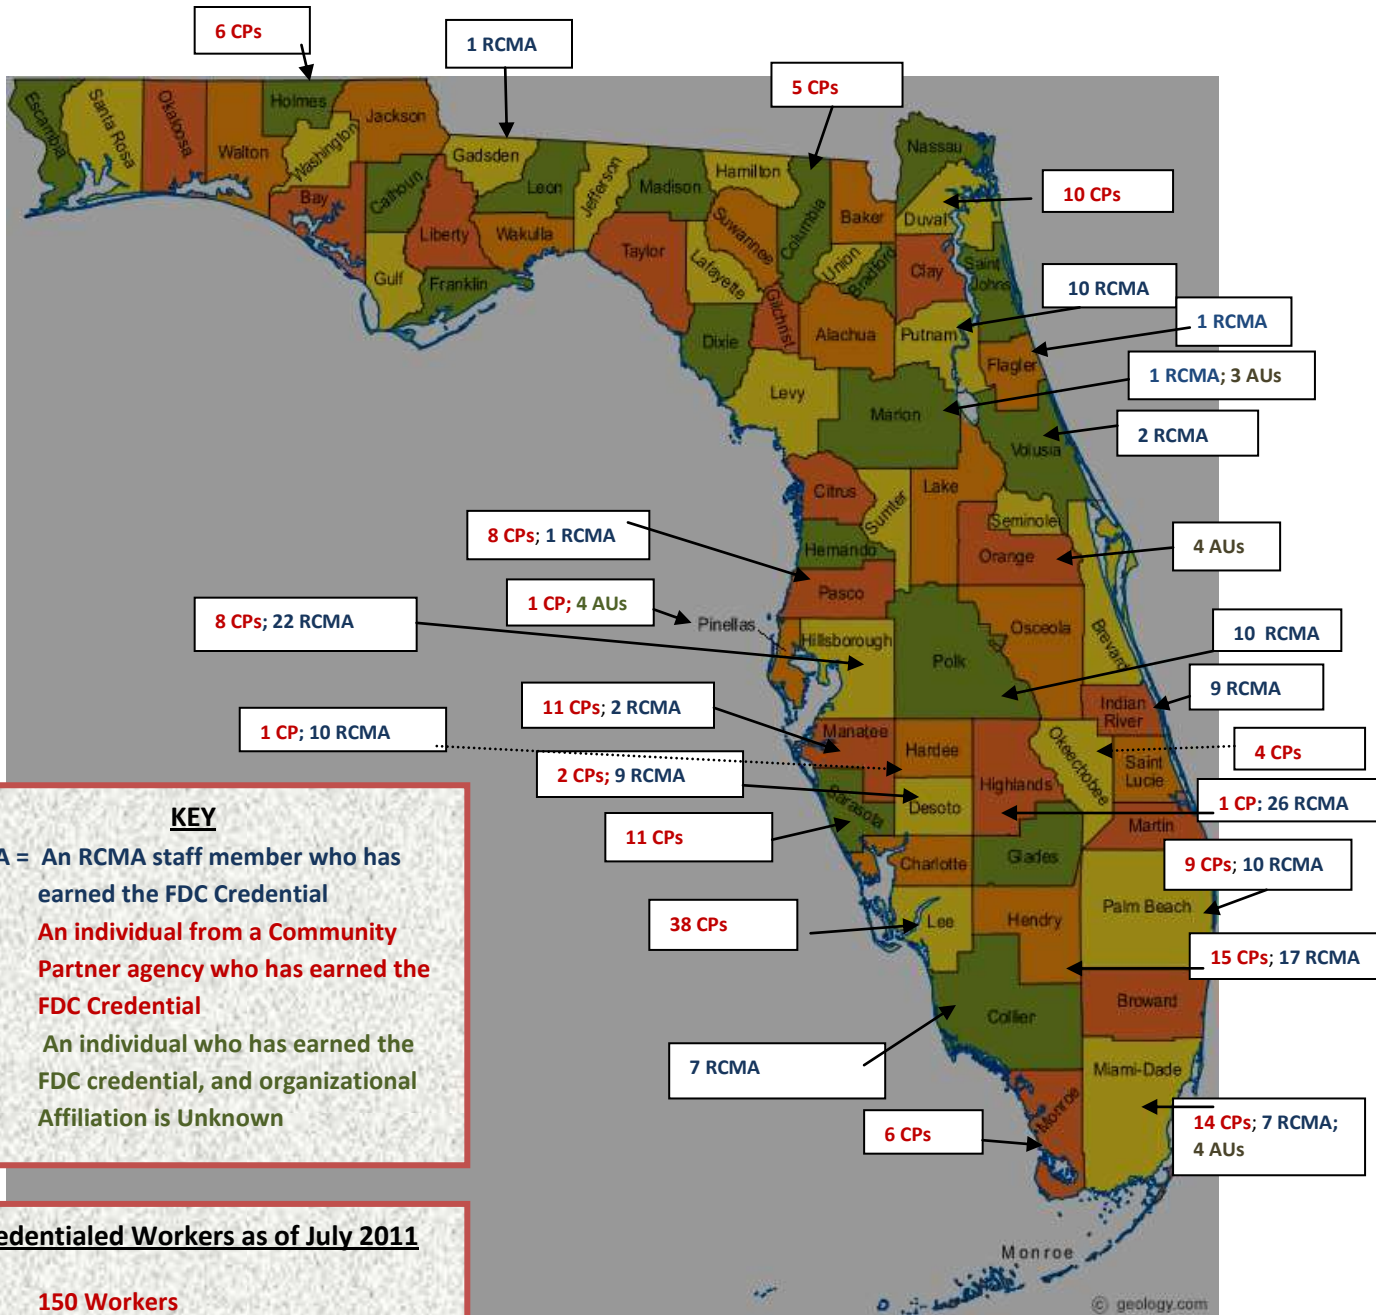 6 CPs
1 RCMA
5 CPs
Escambia
Santa Rosa
Okaloosa
Walton
Holmes
Washington
Jackson
Bay
Calhoun
Gulf
Liberty
Gadsden
Franklin
Leon
Wakulla
Jefferson
Madison
Taylor
Hamilton
Suwannee
Lafayette
Dixie
Gilchrist
Columbia
Baker
Union
Bradford
Alachua
Levy
Nassau
Duval
10 CPs
Clay
Saint
Johns
Putnam
10 RCMA
Flagler
1 RCMA
Marion
1 RCMA; 3 AUs
Volusia
2 RCMA
Citrus
Sumter
Lake
Seminole
Hernando
Orange
4 AUs
8 CPs; 1 RCMA
Pasco
1 CP; 4 AUs
Pinellas
8 CPs; 22 RCMA
Hillsborough
Polk
Osceola
Brevard
10 RCMA
9 RCMA
Indian
River
11 CPs; 2 RCMA
Manatee
1 CP; 10 RCMA
Hardee
Highlands
Okeechobee
Saint
Lucie
4 CPs
2 CPs; 9 RCMA
Desoto
Sarasota
1 CP; 26 RCMA
Martin
11 CPs
Charlotte
Glades
9 CPs; 10 RCMA
Palm Beach
38 CPs
Lee
Hendry
15 CPs; 17 RCMA
Broward
Collier
7 RCMA
Miami-Dade
Monroe
6 CPs
14 CPs; 7 RCMA;
4 AUs
Monroe
© geology.com
KEY
A = An RCMA staff member who has
earned the FDC Credential
An individual from a Community
Partner agency who has earned the
FDC Credential
An individual who has earned the
FDC credential, and organizational
Affiliation is Unknown
edentialed Workers as of July 2011
150 Workers